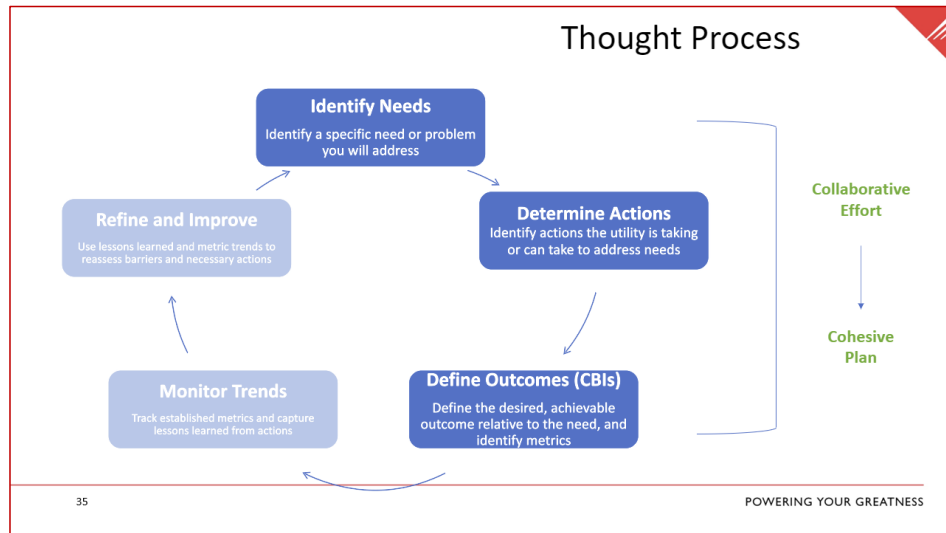 Thought Process
Identify Needs
Identify a specific need or problem
you will address
Determine Actions
Identify actions the utility is taking
or can take to address needs
Define Outcomes (CBIs)
Define the desired, achievable
outcome relative to the need, and
identify metrics
Monitor Trends
Track established metrics and capture
lessons learned from actions
Refine and Improve
Use lessons learned and metric trends to
reassess barriers and necessary actions
Collaborative
Effort
Cohesive
Plan
35
POWERING YOUR GREATNESS